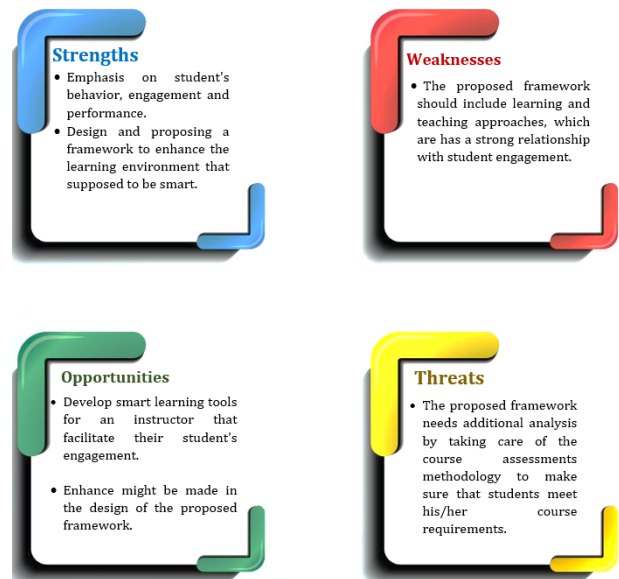 Strengths
• Emphasis on student's
behavior, engagement and
performance.
• Design and proposing a
framework to enhance the
learning environment that
supposed to be smart.
Weaknesses
• The proposed framework
should include learning and
teaching approaches, which
are has a strong relationship
with student engagement.
Opportunities
• Develop smart learning tools
for an instructor that
facilitate their student's
engagement.
• Enhance might be made in
the design of the proposed
framework.
Threats
• The proposed framework
needs additional analysis
by taking care of the
course assessments
methodology to make
sure that students meet
his/her course
requirements.